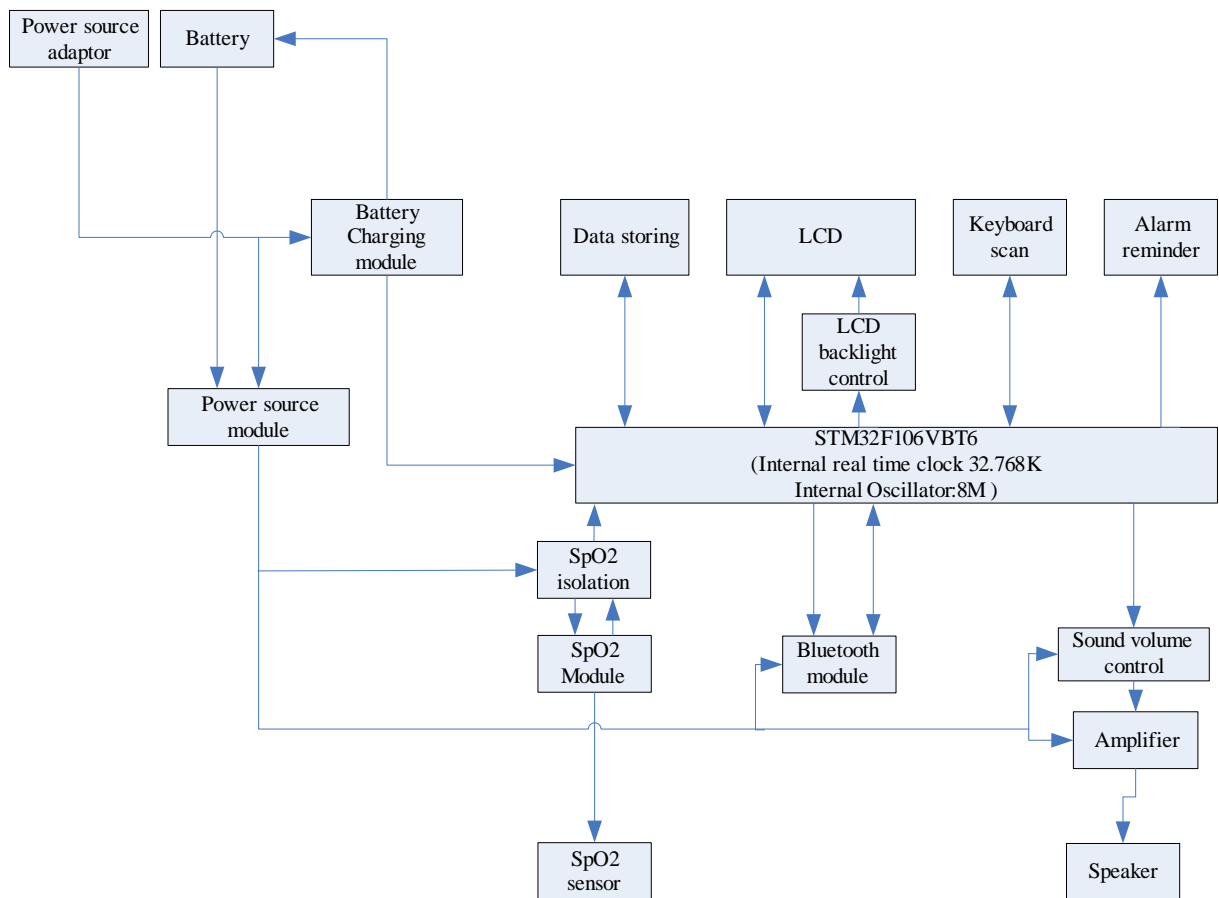 Power source
adaptor
Battery
Battery
Charging
module
Data storing
LCD
Keyboard
scan
Alarm
reminder
LCD
backlight
control
Power source
module
STM32F106VBT6
(Internal real time clock 32.768K
Internal Oscillator:8M )
SpO2
isolation
SpO2
Module
Bluetooth
module
Sound volume
control
Amplifier
SpO2
sensor
Speaker